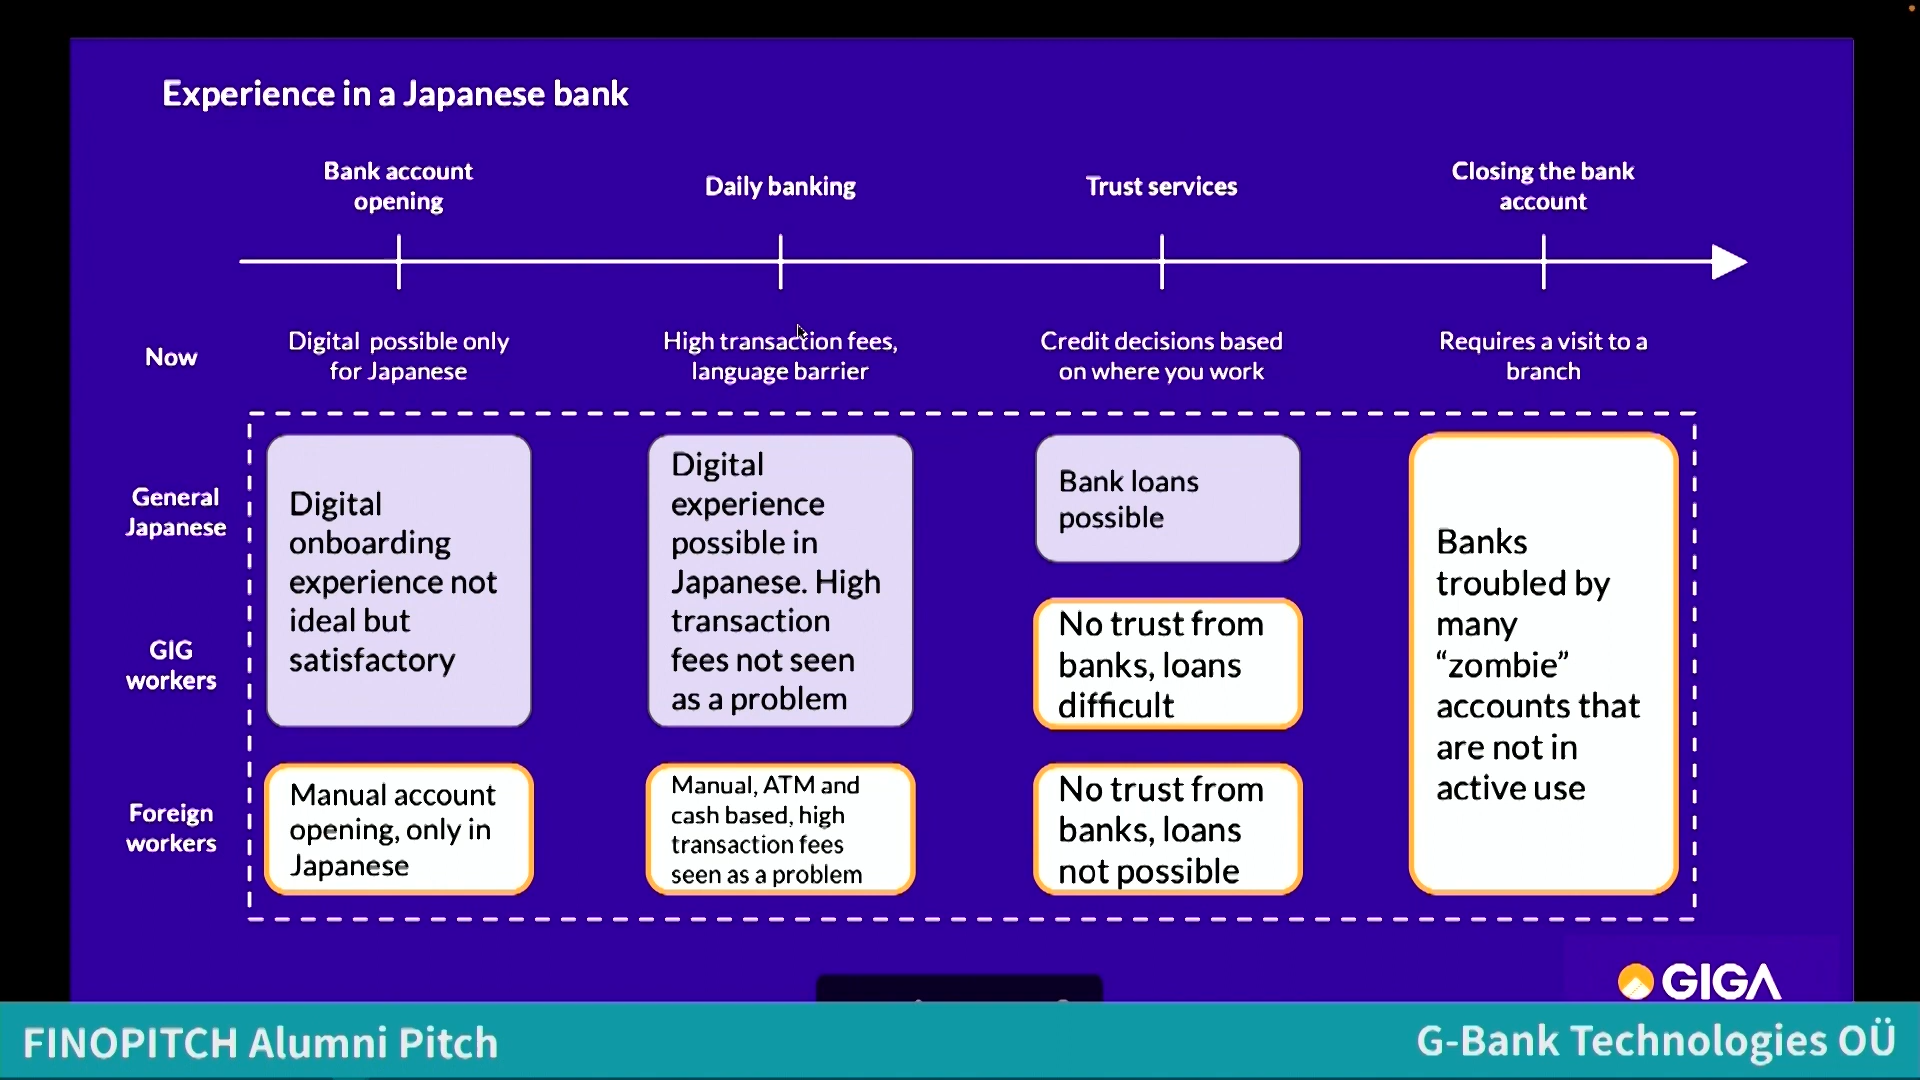 Experience in a Japanese bank
Bank account
opening
Daily banking
Trust services
Closing the bank
account
Now
Digital possible only
for Japanese
High transaction fees,
language barrier
Credit decisions based
on where you work
Requires a visit to a
branch
General
Japanese
GIG
workers
Foreign
workers
Digital
onboarding
experience not
ideal but
satisfactory
Digital
experience
possible in
Japanese. High
transaction
fees not seen
as a problem
Bank loans
possible
No trust from
banks, loans
difficult
Banks
troubled by
many
“zombie”
accounts that
are not in
active use
Manual account
opening, only in
Japanese
Manual, ATM and
cash based, high
transaction fees
seen as a problem
No trust from
banks, loans
not possible
GIGA
FINOPITCH Alumni Pitch
G-Bank Technologies OÜ